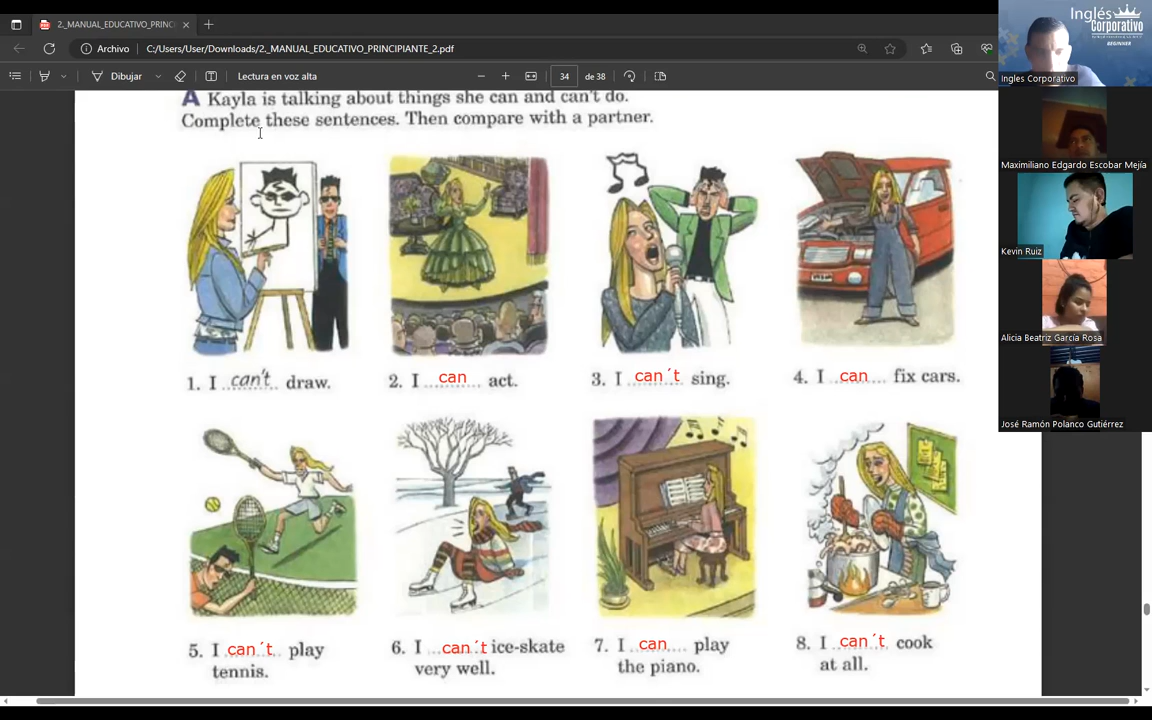 2._MANUAL_EDUCATIVO_PRINC
Archivo C:/Users/User/Downloads/2._MANUAL_EDUCATIVO_PRINCIPIANTE_2.pdf
Dibujar Lectura en voz alta 34 de 38
A Kayla is talking about things she can and can't do.
Complete these sentences. Then compare with a partner.
1. I can't draw.
2. I can act.
3. I can´t sing.
4. I can fix cars.
5. I can´t play
tennis.
6. I can´t ice-skate
very well.
7. I can play
the piano.
8. I can´t cook
at all.
Inglés
Corporativo
BEGINNER
Ingles Corporativo
Maximiliano Edgardo Escobar Mejía
Kevin Ruiz
Alicia Beatriz García Rosa
José Ramón Polanco Gutiérrez